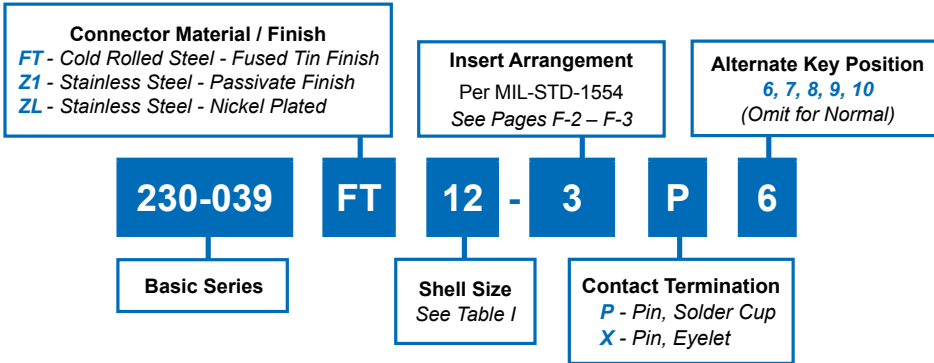 Connector Material / Finish
FT - Cold Rolled Steel - Fused Tin Finish
Z1 - Stainless Steel - Passivate Finish
ZL - Stainless Steel - Nickel Plated
Insert Arrangement
Per MIL-STD-1554
See Pages F-2 – F-3
Alternate Key Position
6, 7, 8, 9, 10
(Omit for Normal)
230-039 FT 12 - 3 P 6
Basic Series
Shell Size
See Table I
Contact Termination
P - Pin, Solder Cup
X - Pin, Eyelet